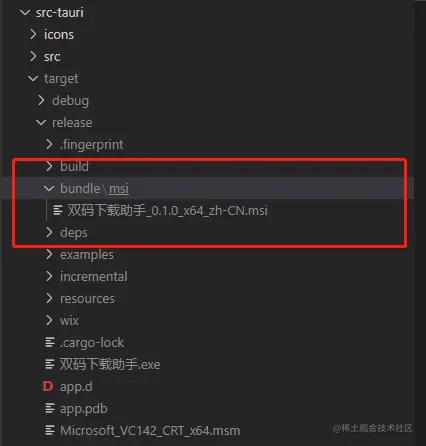 src-tauri
icons
src
target
debug
release
.fingerprint
build
bundle\msi
双码下载助手_0.1.0_x64_zh-CN.msi
deps
examples
incremental
resources
wix
.cargo-lock
双码下载助手.exe
D app.d
app.pdb
Microsoft_VC142_CRT_x64.msm
@稀土掘金技术社区